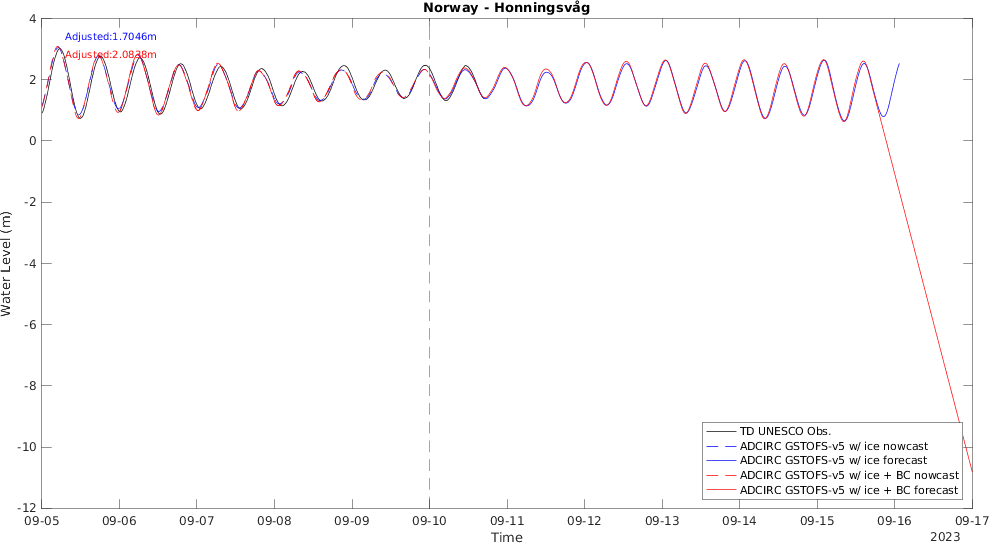 Norway - Honningsvåg
Adjusted:1.7046m
Adjusted:2.0838m
4
2
0
-2
-4
-6
-8
-10
-12
Water Level (m)
TD UNESCO Obs.
ADCIRC GSTOFS-v5 w/ ice nowcast
ADCIRC GSTOFS-v5 w/ ice forecast
ADCIRC GSTOFS-v5 w/ ice + BC nowcast
ADCIRC GSTOFS-v5 w/ ice + BC forecast
09-05 09-06 09-07 09-08 09-09 09-10 09-11 09-12 09-13 09-14 09-15 09-16 09-17
Time
2023